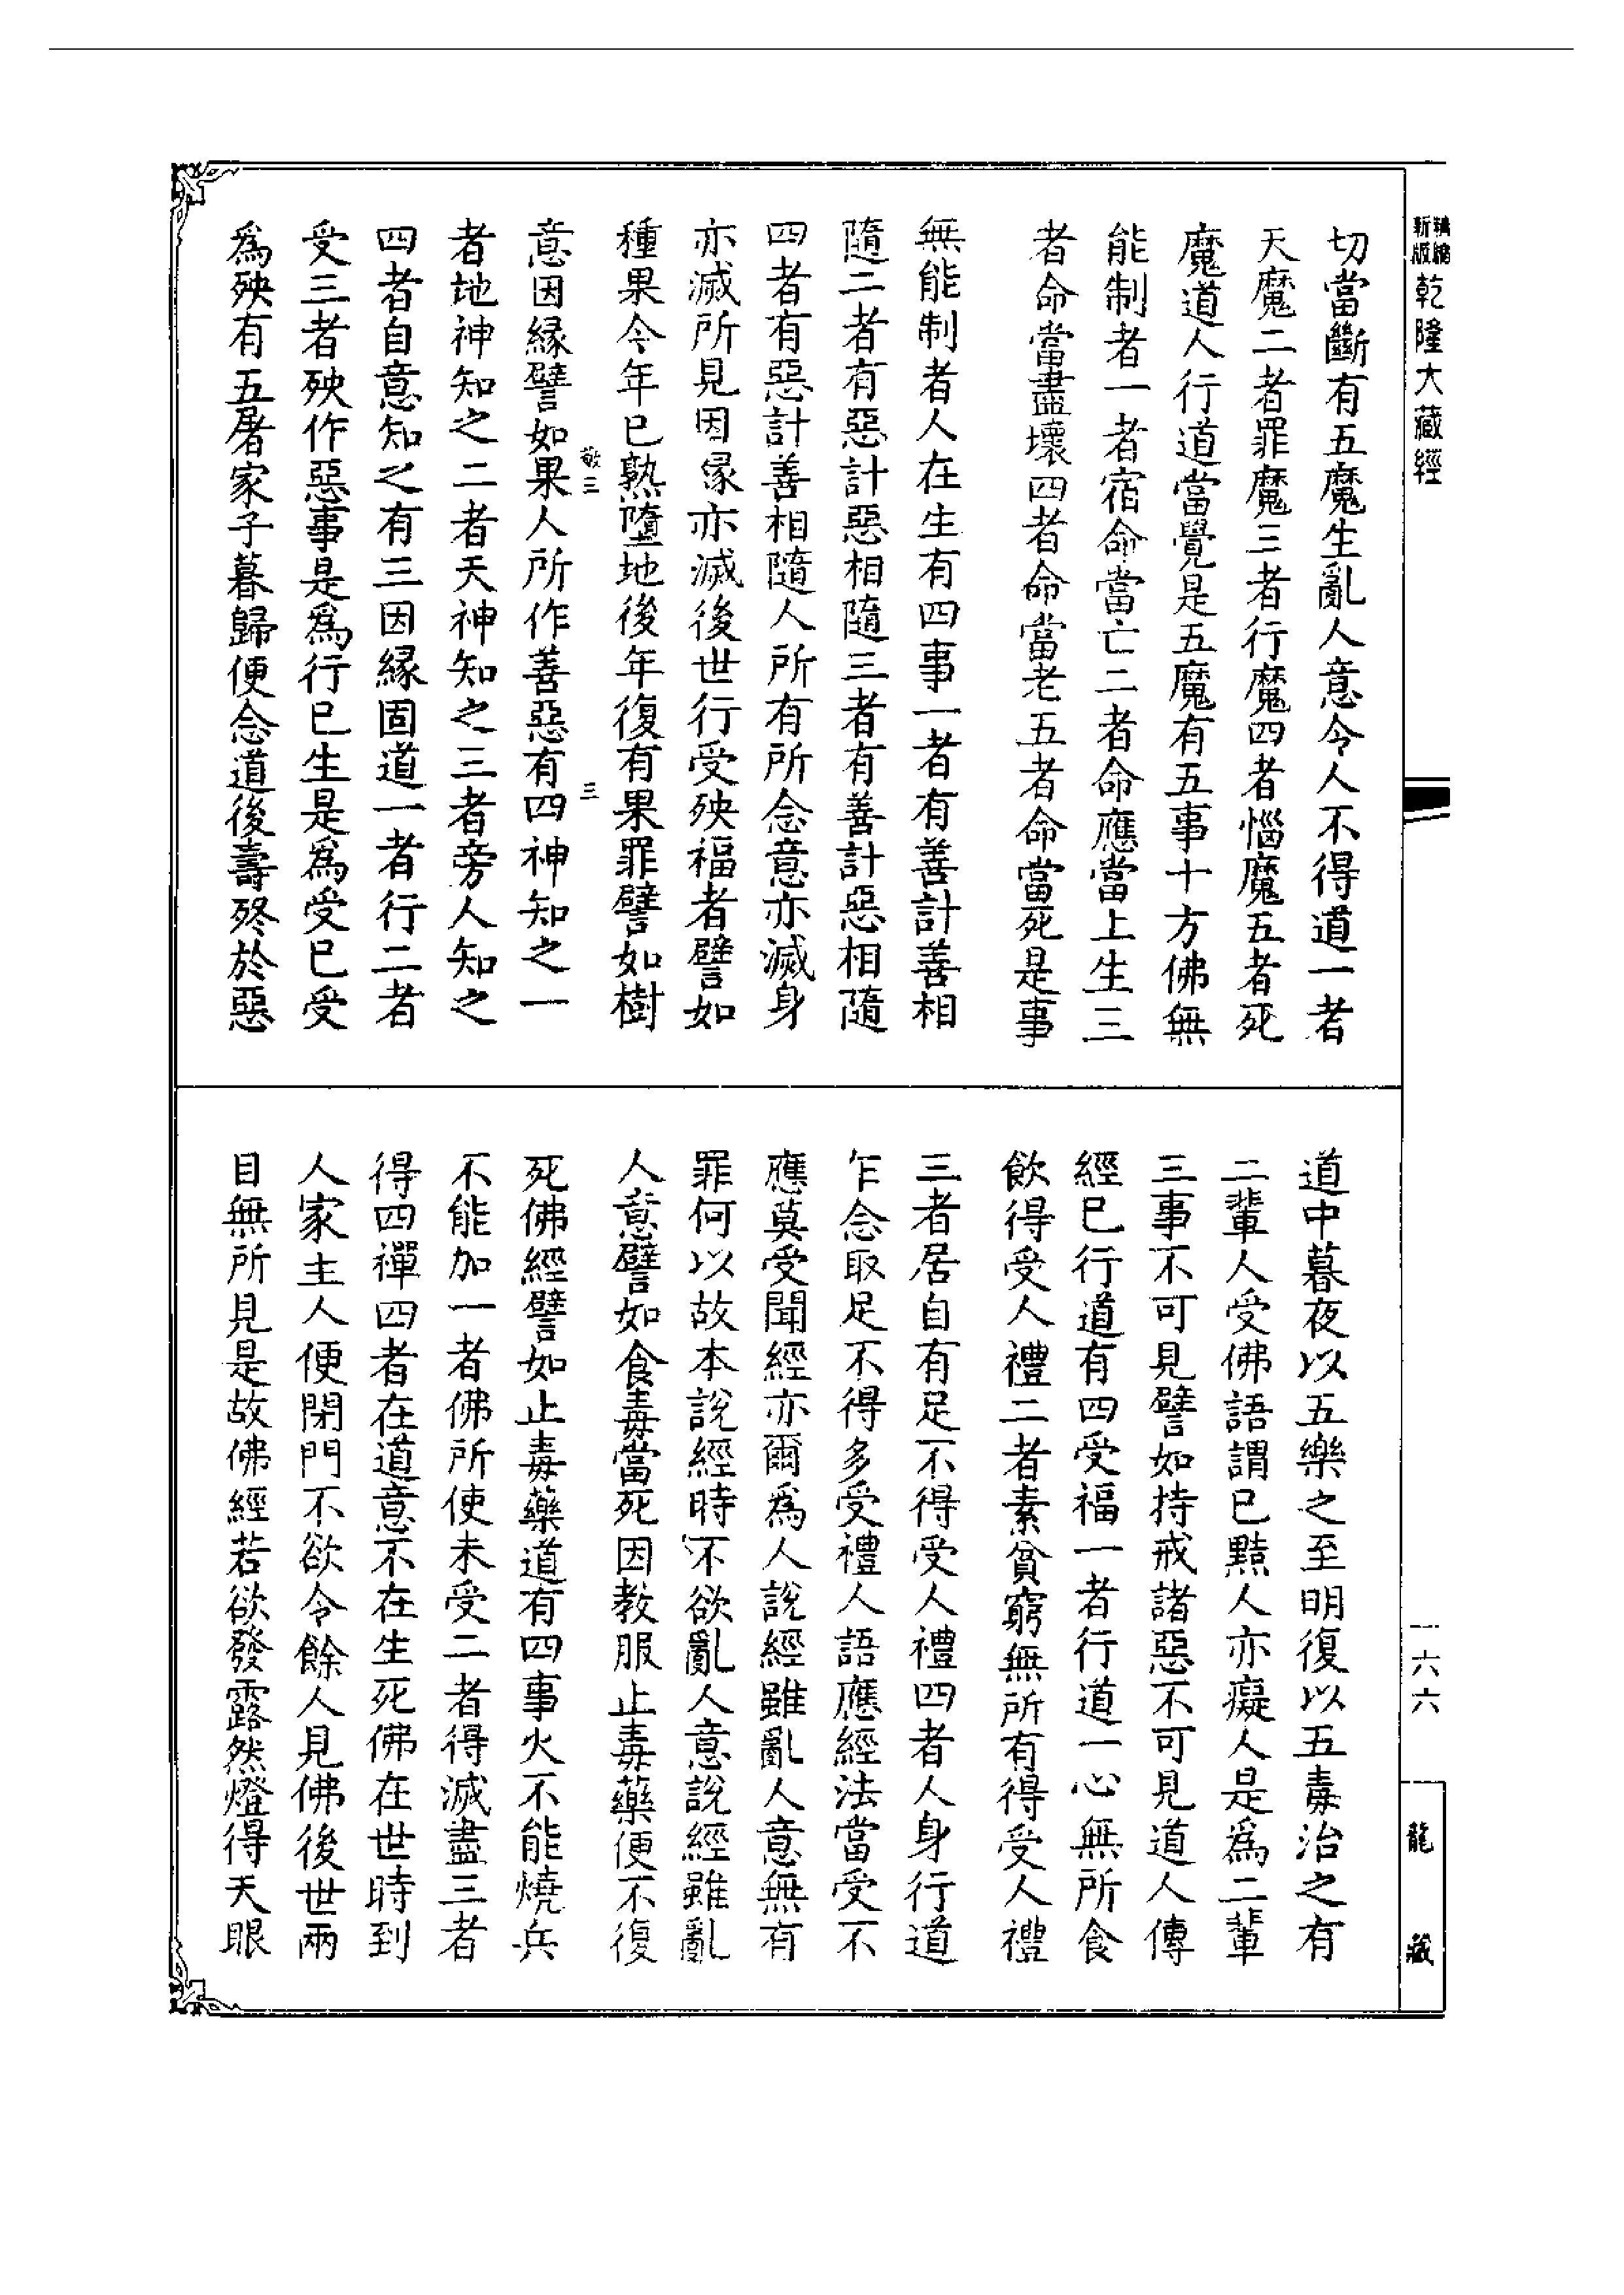 新版
乾隆大藏經
切當斷有五魔生亂人意令人不得道一者
天魔二者罪魔三者行魔四者惱魔五者死
魔道人行道當覺是五魔有五事十方佛無
能制者一者宿命當亡二者命應當上生三
者命當盡壞四者命當老五者命當死是事
無能制者人在生有四事一者有善計善相
隨二者有惡計惡相隨三者有善計惡相隨
四者有惡計善相隨人所有所念意亦滅身
亦滅所見因緣亦滅後世行受殃福者譬如
種果今年已熟墮地後年復有果罪譬如樹
敬三
三
意因緣譬如果人所作善惡有四神知之一
者地神知之二者天神知之三者旁人知之
四者自意知之有三因緣固道一者行二者
受三者殃作惡事是為行已生是為受已受
為殃有五屠者家子暮歸便念道後壽終於惡
道中暮夜以五樂之至明復以五毒治之有
二輩人受佛語謂已黠人亦癡人是為二輩
三事不可見譬如持戒諸惡不可見道人傳
經已行道有四受福一者行道一心無所食
飲得受人禮二者素貧窮無所有得受人禮
三者居自有足不得受人禮四者人身行道
乍念取足不得多受禮人語應經法當受不
應莫受聞經亦爾為人說經雖亂人意無有
罪何以故本說經時不欲亂人意說經雖亂
人意譬如食毒當死因教服止毒藥便不復
死佛經譬如止毒藥道有四事火不能燒兵
不能加一者佛所使未受二者得滅盡三者
得四禪四者在道意不在生死佛在世時到
人家主人便閉門不欲令餘人見佛後世兩
目無所見是故佛經若欲發露然燈得天眼
一六六
龍藏